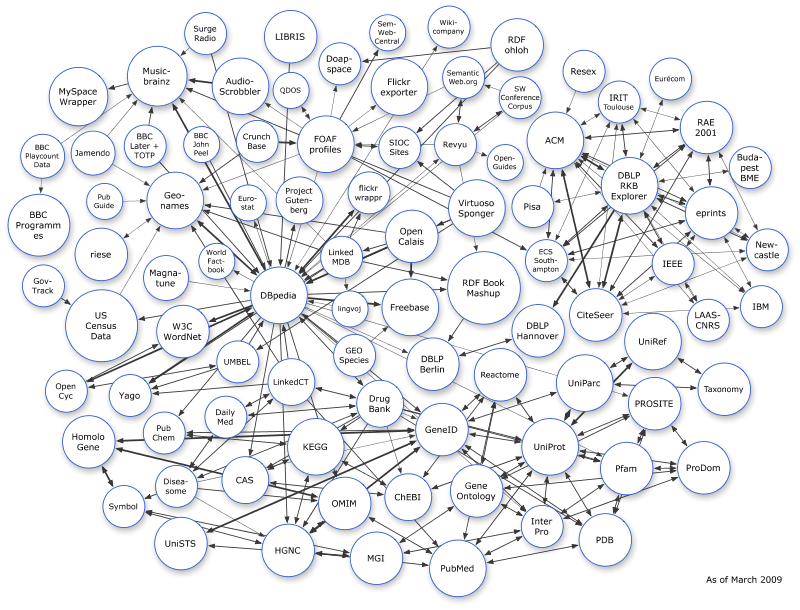 Surge
Radio
LIBRIS
Sem-
Web-
Central
Wiki-
company
RDF
ohloh
Music-
brainz
Audio-
Scrobbler
Doap-
space
Flickr
exporter
Semantic
Web.org
SW
Conference
Corpus
Resex
Eurécom
MySpace
Wrapper
QDOS
IRIT
Toulouse
RAE
2001
BBC
Playcount
Data
Jamendo
BBC
Later +
TOTP
BBC
John
Peel
Crunch
Base
FOAF
profiles
SIOC
Sites
Revyu
Open-
Guides
ACM
Buda-
pest
BME
DBLP
RKB
Explorer
Pub
Guide
Geo-
names
Euro-
stat
Project
Guten-
berg
flickr
wrappr
Virtuoso
Sponger
Pisa
eprints
BBC
Programm
es
riese
World
Fact-
book
Linked
MDB
Open
Calais
ECS
South-
ampton
IEEE
New-
castle
Gov-
Track
Magna-
tune
DBpedia
RDF Book
Mashup
US
Census
Data
W3C
WordNet
lingvoj
Freebase
CiteSeer
LAAS-
CNRS
IBM
DBLP
Hannover
UniRef
UMBEL
GEO
Species
DBLP
Berlin
Reactome
UniParc
Taxonomy
Open
Cyc
Yago
LinkedCT
Drug
Bank
PROSITE
Daily
Med
Pub
Chem
Homolo
Gene
KEGG
GeneID
UniProt
Pfam
ProDom
CAS
Disea-
some
ChEBI
Gene
Ontology
Symbol
OMIM
Inter
Pro
PDB
UniSTS
HGNC
MGI
PubMed
As of March 2009